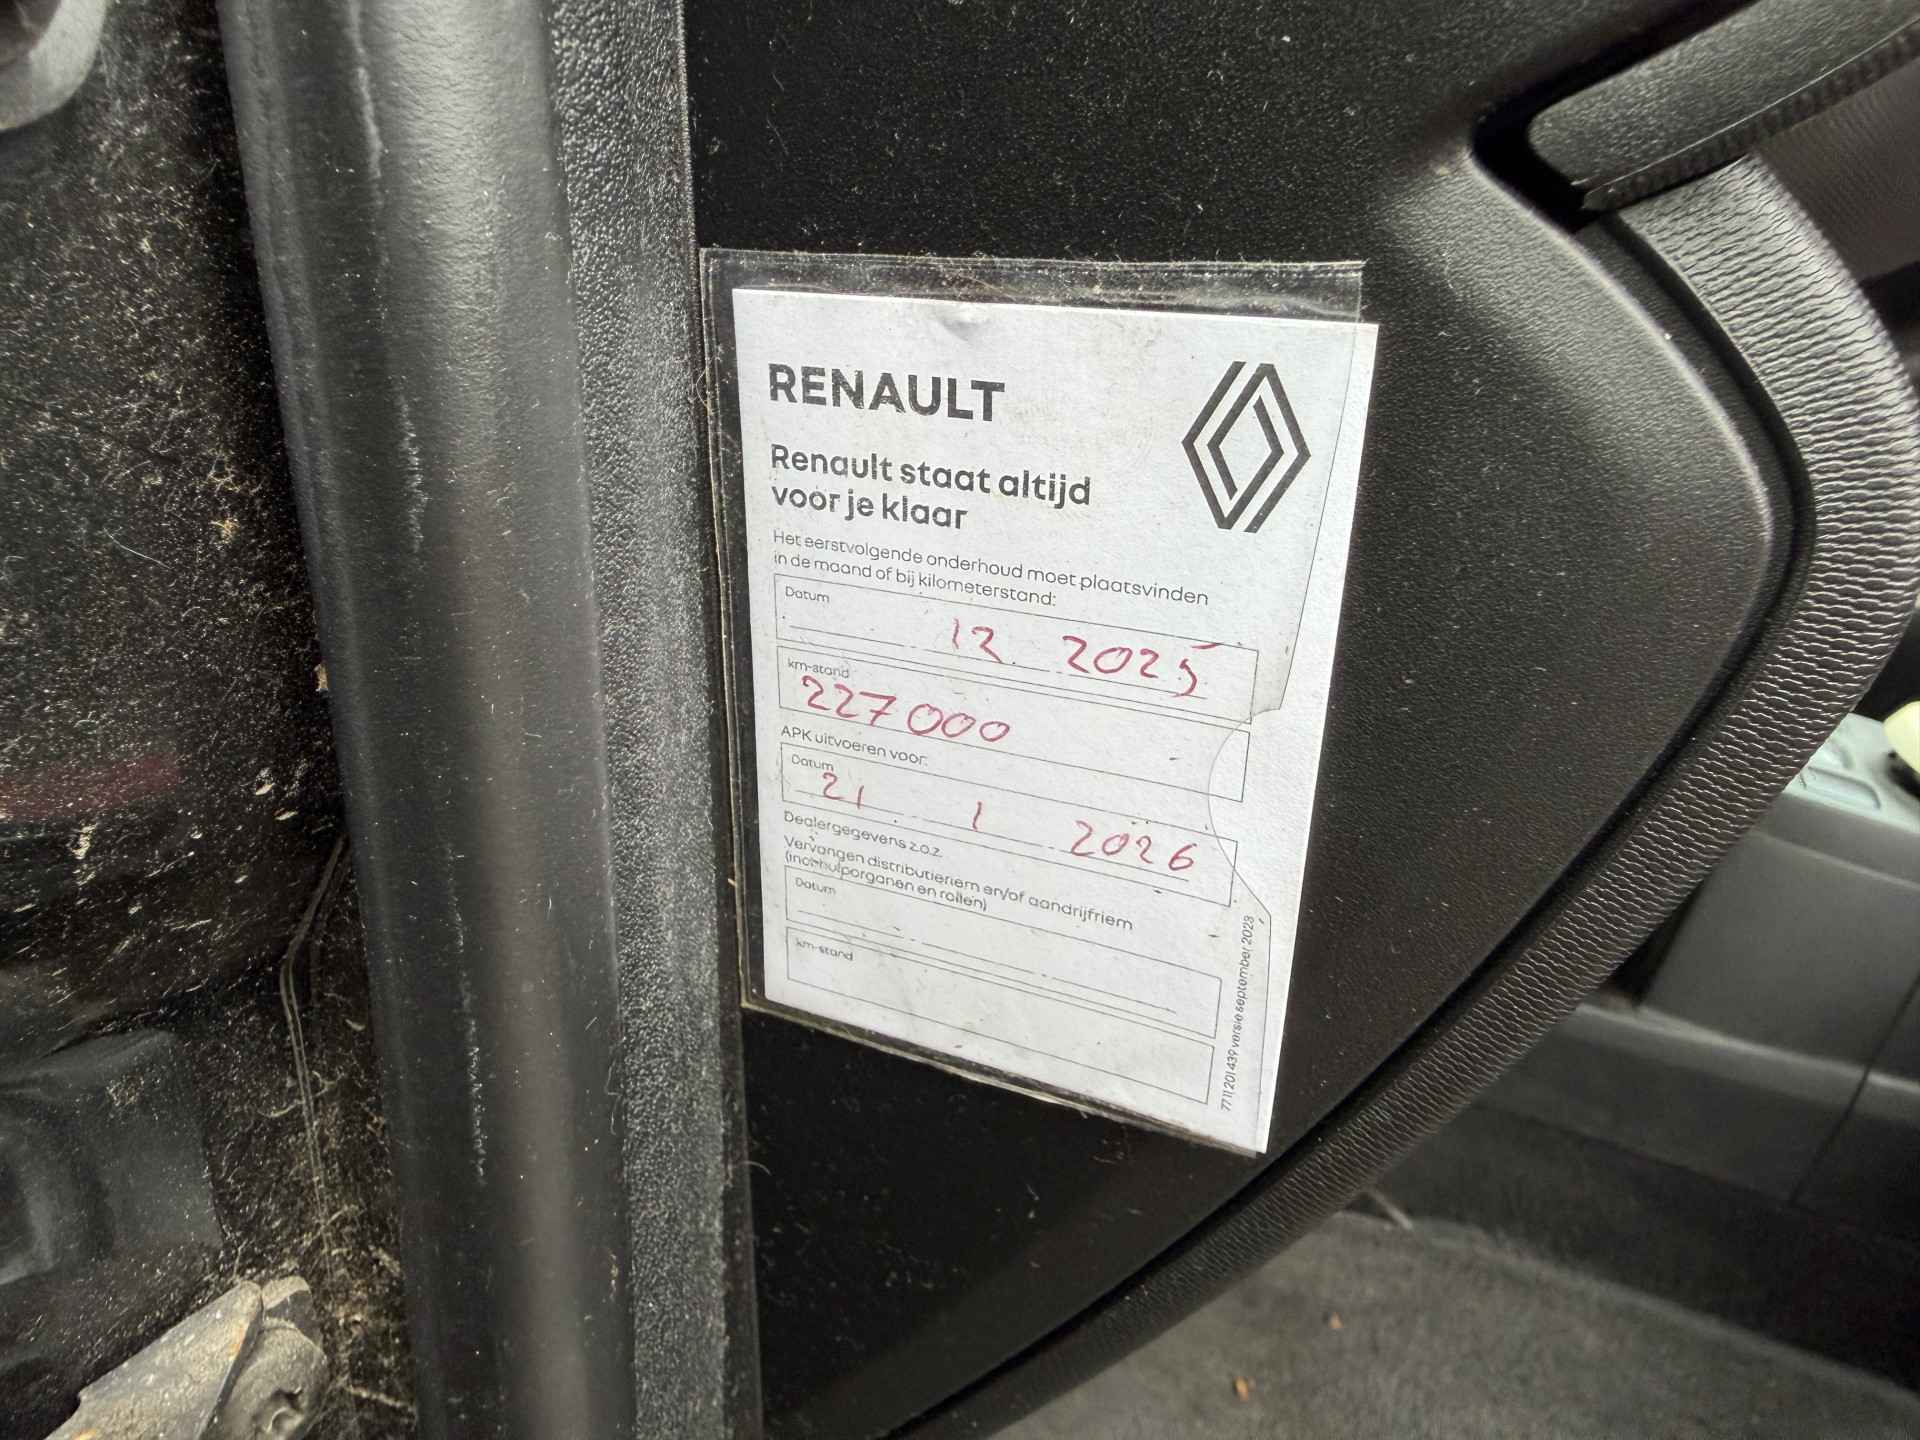 RENAULT
Renault staat altijd
voor je klaar
Het eerstvolgende onderhoud moet plaatsvinden
in de maand of bij kilometerstand:
Datum
12 2025
km-stand
227000
APK uitvoeren voor:
Datum
21 1 2026
Dealergegevens z.o.z.
Vervangen distributieriem en/of aandrijfriem
(incl hulporganen en rollen)
Datum
km-stand
7711201439 versie september 2023